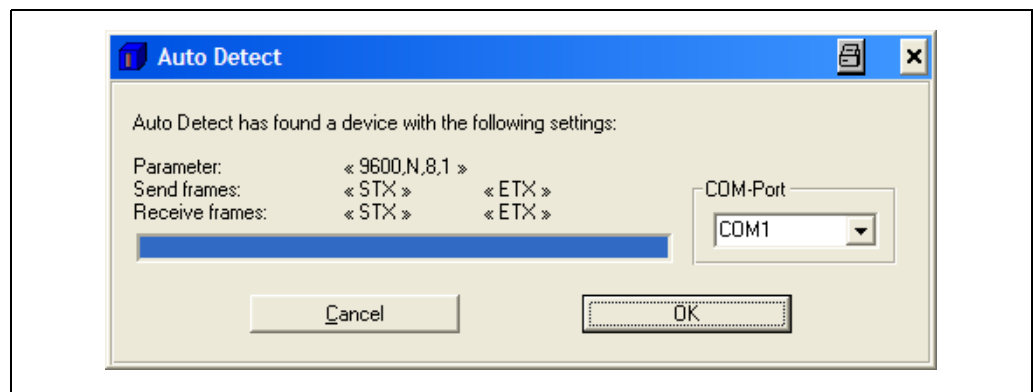 Auto Detect
Auto Detect has found a device with the following settings:
Parameter: « 9600,N,8,1 »
Send frames: « STX » « ETX »
Receive frames: « STX » « ETX »
COM-Port
COM1
Cancel OK